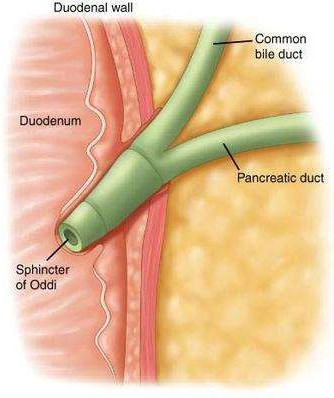 Duodenal wall
Common
bile duct
Duodenum
Pancreatic duct
Sphincter
of Oddi